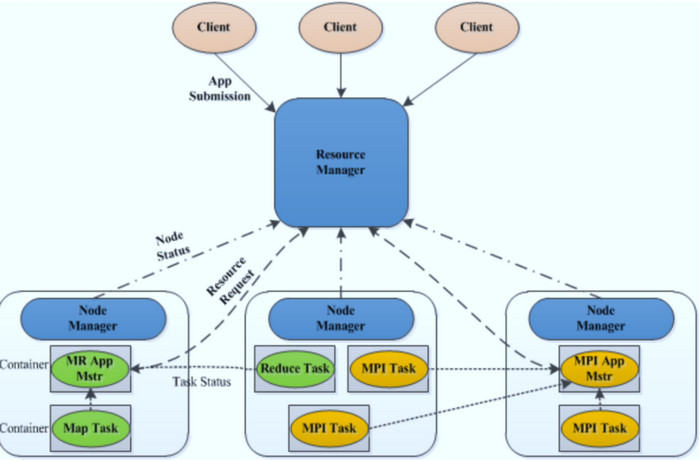 Client
Client
Client
App
Submission
Resource
Manager
Node
Status
Resource
Request
Node
Manager
Node
Manager
Node
Manager
Container
MR App
Mstr
Task Status
Reduce Task
MPI Task
MPI App
Mstr
Container
Map Task
MPI Task
MPI Task